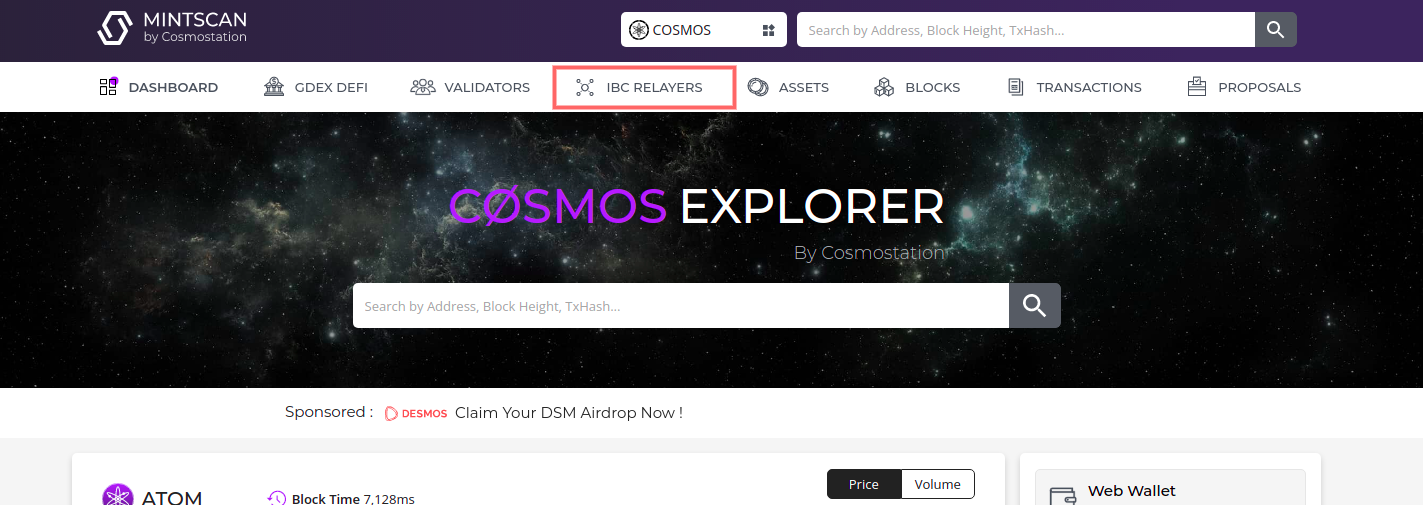 MINTSCAN
by Cosmostation
COSMOS
Search by Address, Block Height, TxHash...
DASHBOARD
GDEX DEFI
VALIDATORS
IBC RELAYERS
ASSETS
BLOCKS
TRANSACTIONS
PROPOSALS
CØSMOS EXPLORER
By Cosmostation
Search by Address, Block Height, TxHash...
Sponsored : DESMOS Claim Your DSM Airdrop Now !
ATOM
Block Time 7,128ms
Price
Volume
Web Wallet